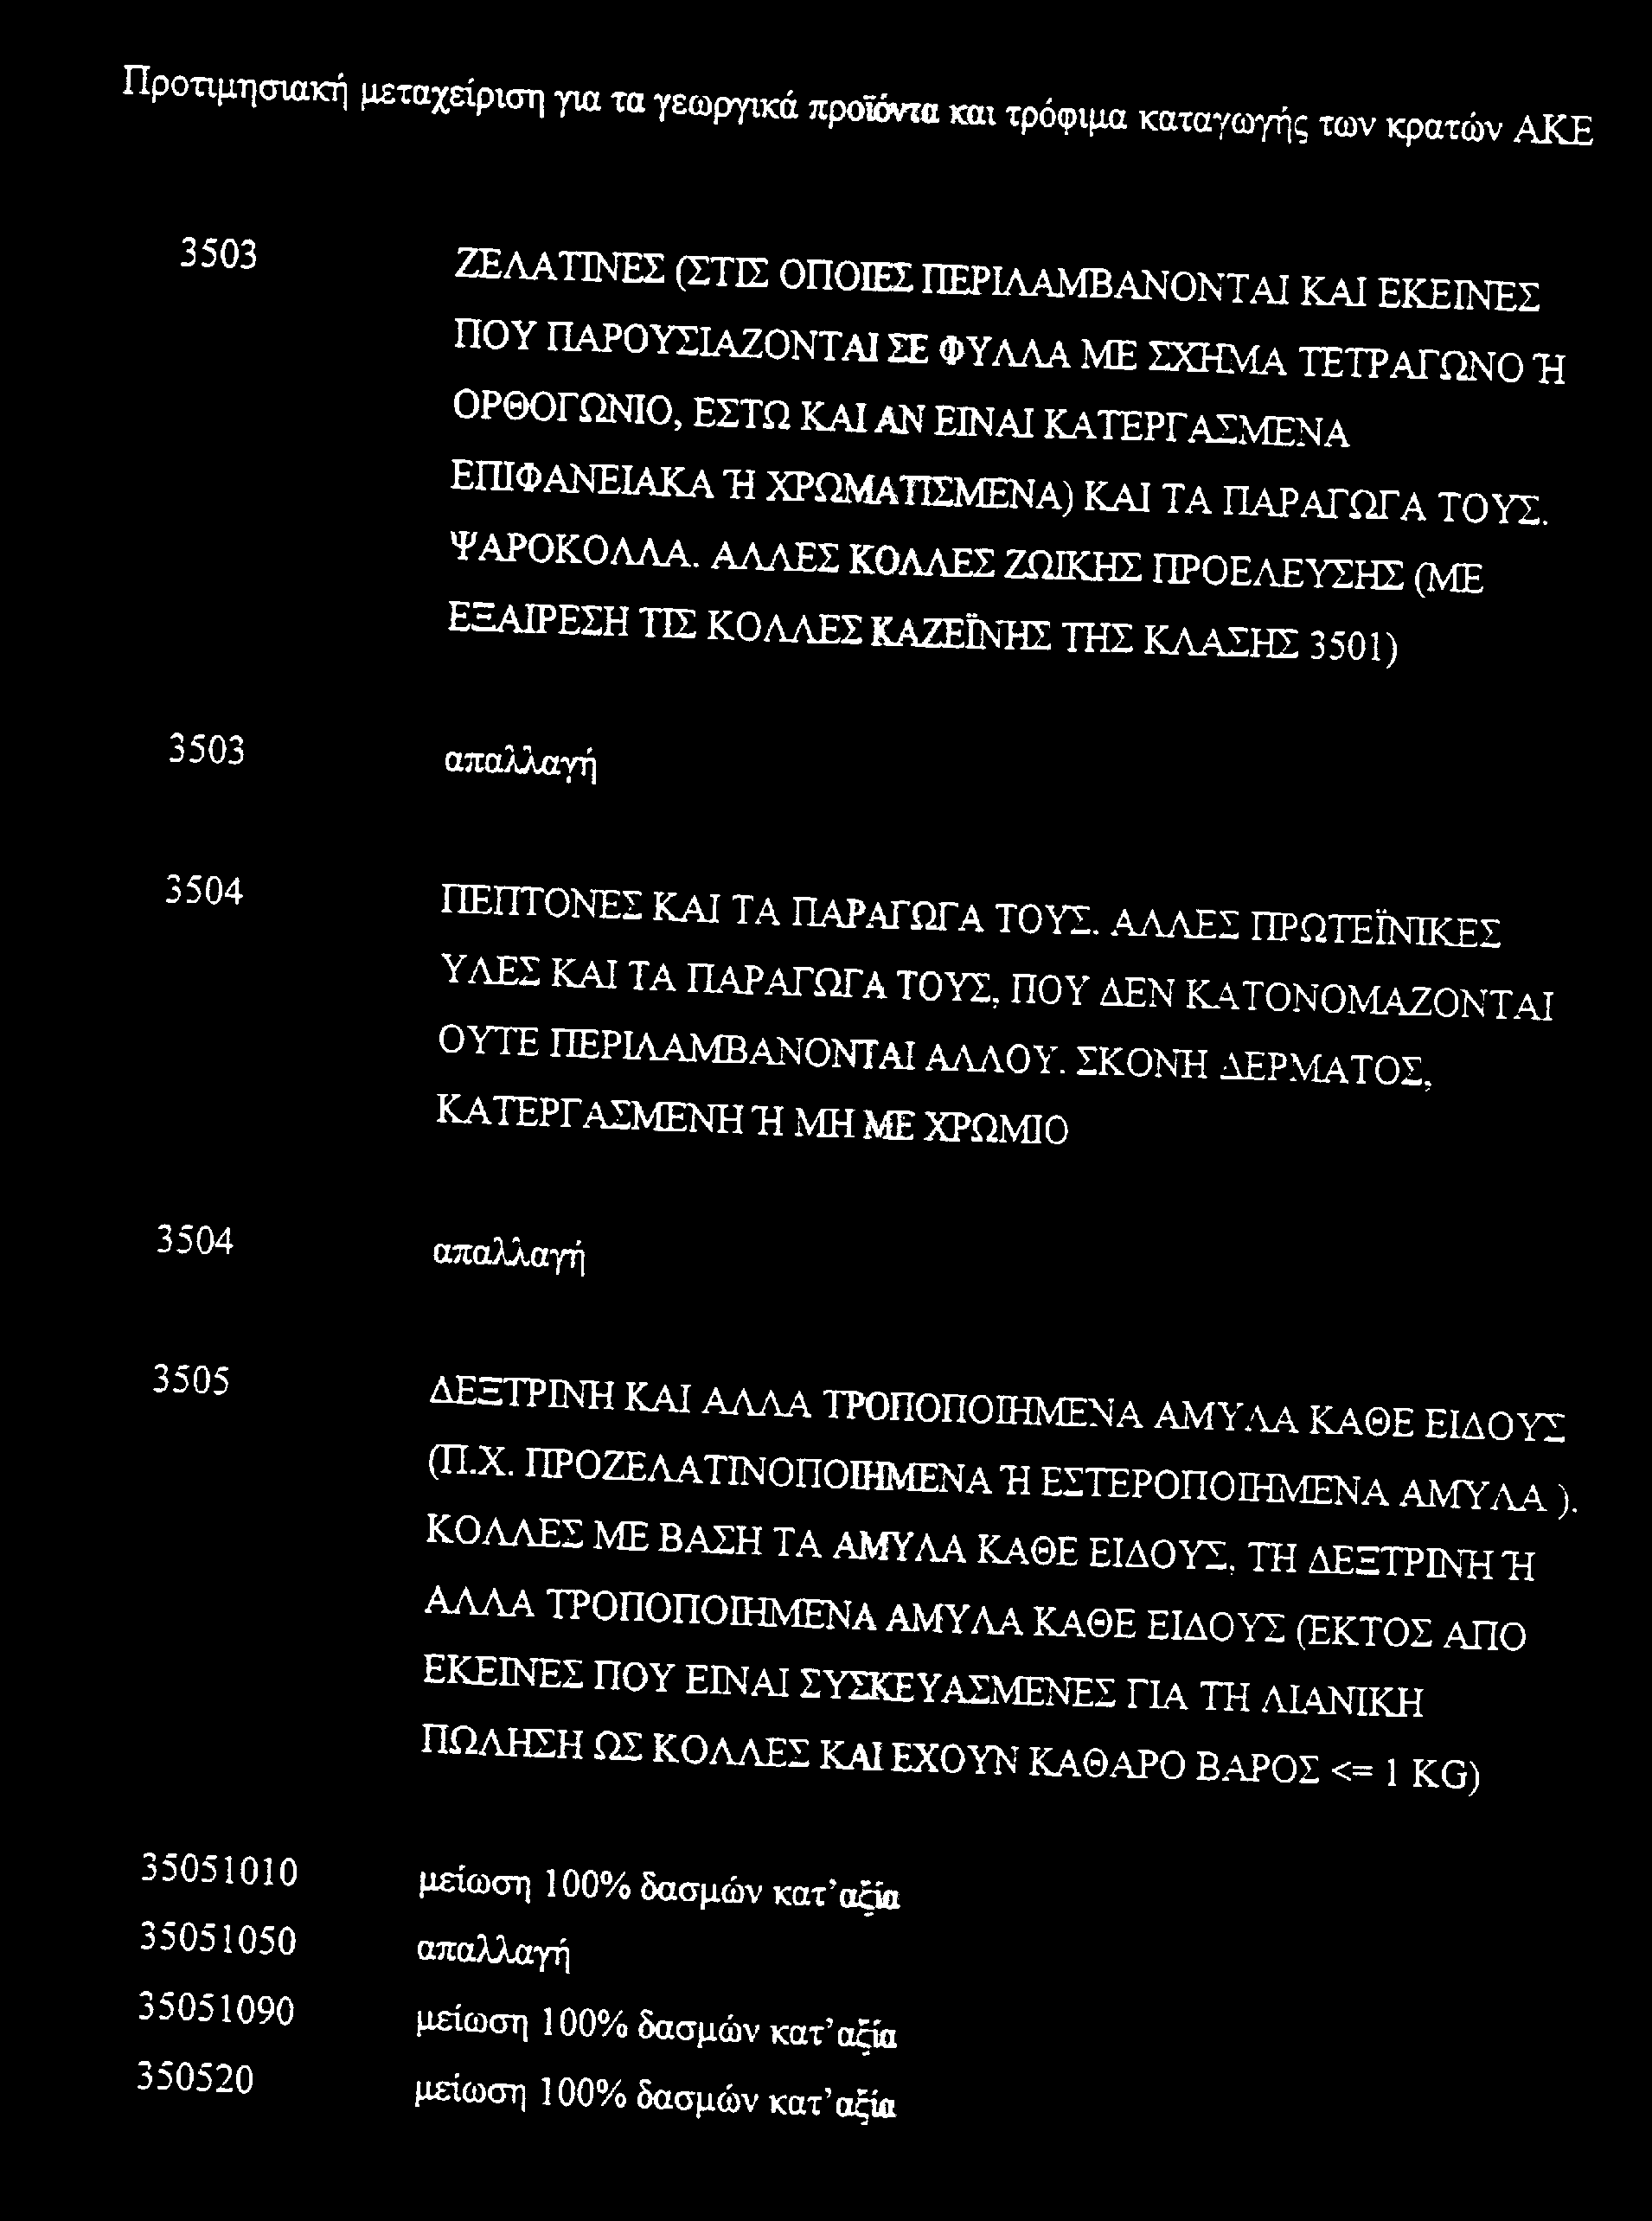 Προτιμησιακή μεταχείριση για τα γεωργικά προϊόντα και τρόφιμα καταγωγής των κρατών ΑΚΕ
3503 ΖΕΛΑΤΙΝΕΣ (ΣΤΙΣ ΟΠΟΙΕΣ ΠΕΡΙΛΑΜΒΑΝΟΝΤΑΙ ΚΑΙ ΕΚΕΙΝΕΣ
ΠΟΥ ΠΑΡΟΥΣΙΑΖΟΝΤΑΙ ΣΕ ΦΥΛΛΑ ΜΕ ΣΧΗΜΑ ΤΕΤΡΑΓΩΝΟ Ή
ΟΡΘΟΓΩΝΙΟ, ΕΣΤΩ ΚΑΙ ΑΝ ΕΙΝΑΙ ΚΑΤΕΡΓΑΣΜΕΝΑ
ΕΠΙΦΑΝΕΙΑΚΑ Ή ΧΡΩΜΑΤΙΣΜΕΝΑ) ΚΑΙ ΤΑ ΠΑΡΑΓΩΓΑ ΤΟΥΣ.
ΨΑΡΟΚΟΛΛΑ. ΑΛΛΕΣ ΚΟΛΛΕΣ ΖΩΙΚΗΣ ΠΡΟΕΛΕΥΣΗΣ (ΜΕ
ΕΞΑΙΡΕΣΗ ΤΙΣ ΚΟΛΛΕΣ ΚΑΖΕΪΝΗΣ ΤΗΣ ΚΛΑΣΗΣ 3501)
3503 απαλλαγή
3504 ΠΕΠΤΟΝΕΣ ΚΑΙ ΤΑ ΠΑΡΑΓΩΓΑ ΤΟΥΣ. ΑΛΛΕΣ ΠΡΩΤΕΪΝΙΚΕΣ
ΥΛΕΣ ΚΑΙ ΤΑ ΠΑΡΑΓΩΓΑ ΤΟΥΣ, ΠΟΥ ΔΕΝ ΚΑΤΟΝΟΜΑΖΟΝΤΑΙ
ΟΥΤΕ ΠΕΡΙΛΑΜΒΑΝΟΝΤΑΙ ΑΛΛΟΥ. ΣΚΟΝΗ ΔΕΡΜΑΤΟΣ,
ΚΑΤΕΡΓΑΣΜΕΝΗ Ή ΜΗ ΜΕ ΧΡΩΜΙΟ
3504 απαλλαγή
3505 ΔΕΞΤΡΙΝΗ ΚΑΙ ΑΛΛΑ ΤΡΟΠΟΠΟΙΗΜΕΝΑ ΑΜΥΛΑ ΚΑΘΕ ΕΙΔΟΥΣ
(Π.Χ. ΠΡΟΖΕΛΑΤΙΝΟΠΟΙΗΜΕΝΑ Ή ΕΣΤΕΡΟΠΟΙΗΜΕΝΑ ΑΜΥΛΑ ).
ΚΟΛΛΕΣ ΜΕ ΒΑΣΗ ΤΑ ΑΜΥΛΑ ΚΑΘΕ ΕΙΔΟΥΣ, ΤΗ ΔΕΞΤΡΙΝΗ Ή
ΑΛΛΑ ΤΡΟΠΟΠΟΙΗΜΕΝΑ ΑΜΥΛΑ ΚΑΘΕ ΕΙΔΟΥΣ (ΕΚΤΟΣ ΑΠΟ
ΕΚΕΙΝΕΣ ΠΟΥ ΕΙΝΑΙ ΣΥΣΚΕΥΑΣΜΕΝΕΣ ΓΙΑ ΤΗ ΛΙΑΝΙΚΗ
ΠΩΛΗΣΗ ΩΣ ΚΟΛΛΕΣ ΚΑΙ ΕΧΟΥΝ ΚΑΘΑΡΟ ΒΑΡΟΣ <= 1 KG)
35051010 μείωση 100% δασμών κατ’αξία
35051050 απαλλαγή
35051090 μείωση 100% δασμών κατ’αξία
350520 μείωση 100% δασμών κατ’αξία